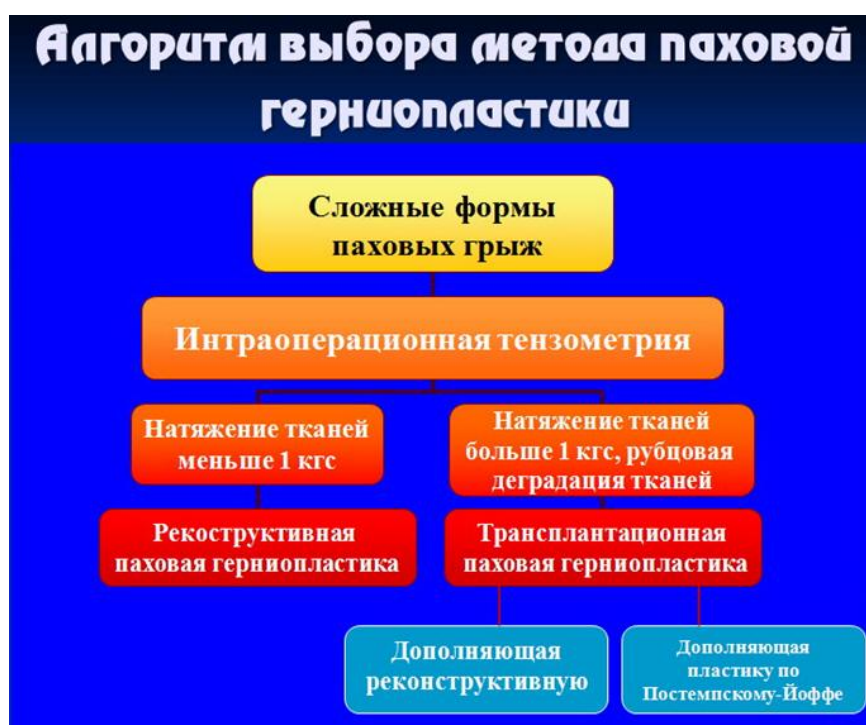 Алгоритм выбора метода паховой
герниопластики
Сложные формы
паховых грыж
Интраоперационная тензометрия
Натяжение тканей
меньше 1 кгс
Натяжение тканей
больше 1 кгс, рубцовая
деградация тканей
Рекоструктивная
паховая герниопластика
Трансплантационная
паховая герниопластика
Дополняющая
реконструктивную
Дополняющая
пластику по
Постемпскому-Йоффе